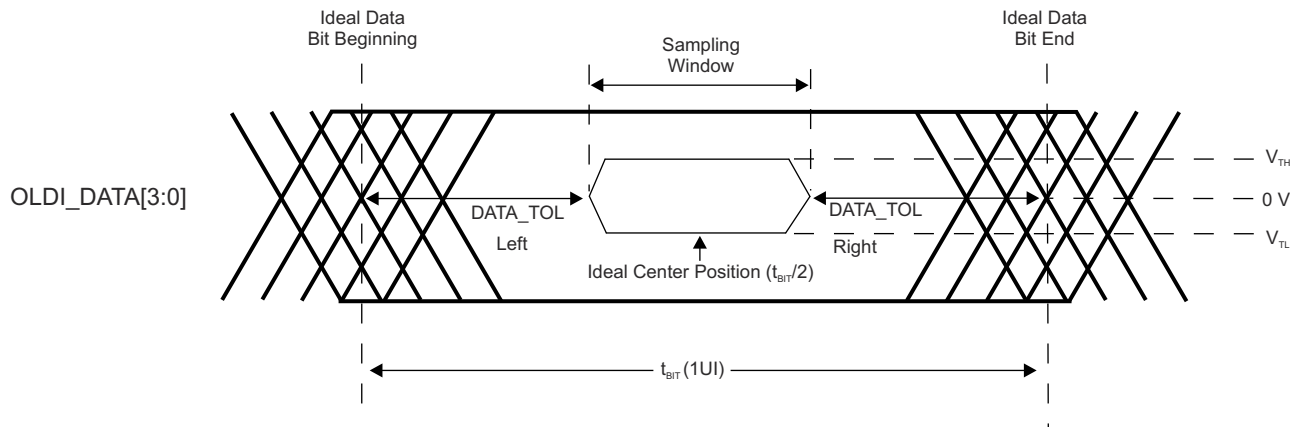 Ideal Data
Bit Beginning
Ideal Data
Bit End
Sampling
Window
V_TH
OLDI_DATA[3:0]
0 V
DATA_TOL
Left
DATA_TOL
Right
V_TL
Ideal Center Position (t_BIT/2)
t_BIT (1UI)